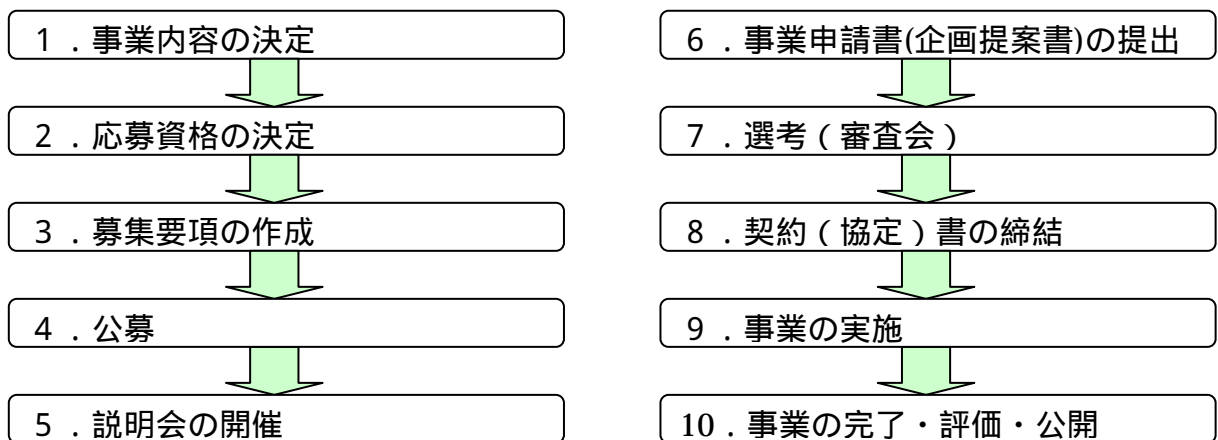 1．事業内容の決定
2．応募資格の決定
3．募集要項の作成
4．公募
5．説明会の開催
6．事業申請書(企画提案書)の提出
7．選考（審査会）
8．契約（協定）書の締結
9．事業の実施
10．事業の完了・評価・公開